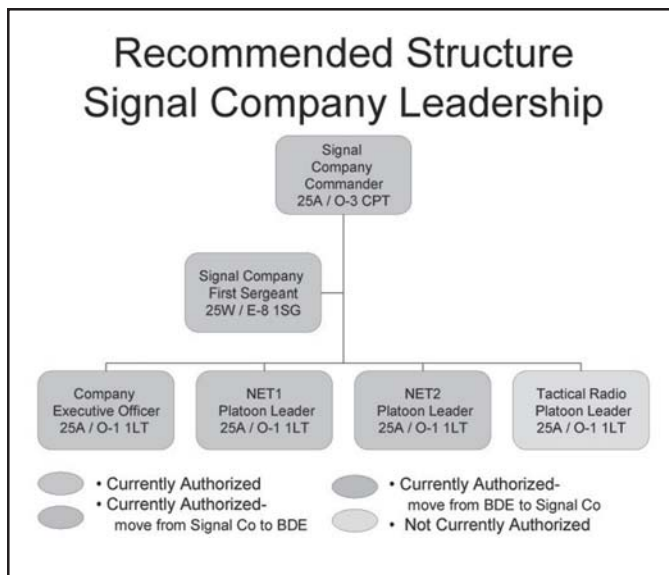 Recommended Structure
Signal Company Leadership
Signal
Company
Commander
25A / O-3 CPT
Signal Company
First Sergeant
25W / E-8 1SG
Company
Executive Officer
25A / O-1 1LT
NET1
Platoon Leader
25A / O-1 1LT
NET2
Platoon Leader
25A / O-1 1LT
Tactical Radio
Platoon Leader
25A / O-1 1LT
• Currently Authorized
• Currently Authorized-
move from Signal Co to BDE
• Currently Authorized-
move from BDE to Signal Co
• Not Currently Authorized